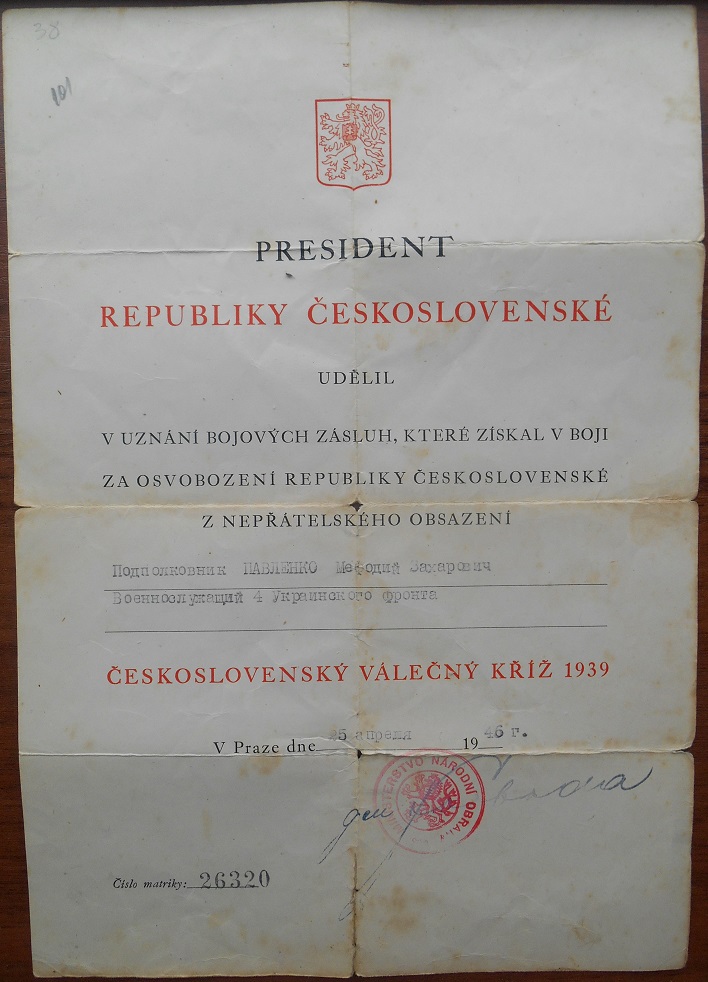 38
101
PRESIDENT
REPUBLIKY ČESKOSLOVENSKÉ
UDĚLIL
V UZNÁNÍ BOJOVÝCH ZÁSLUH, KTERÉ ZÍSKAL V BOJI
ZA OSVOBOZENÍ REPUBLIKY ČESKOSLOVENSKÉ
Z NEPŘÁTELSKÉHO OBSAZENÍ
Подполковник ПАВЛЕНКО Мефодий Захарович
Военнослужащий 4 Украинского фронта
ČESKOSLOVENSKÝ VÁLEČNÝ KŘÍŽ 1939
V Praze dne 25 апреля 1946 г.
MINISTERSTVO NÁRODNÍ OBRANY
Číslo matriky: 26320